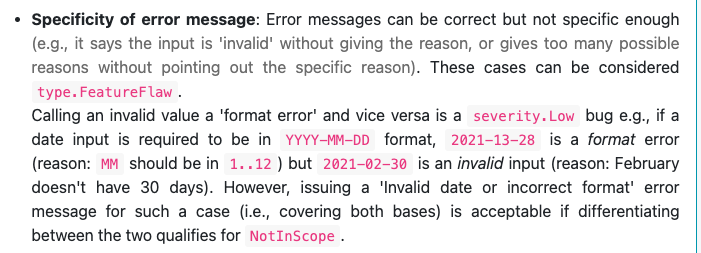 • Specificity of error message: Error messages can be correct but not specific enough
(e.g., it says the input is 'invalid' without giving the reason, or gives too many possible
reasons without pointing out the specific reason). These cases can be considered
type.FeatureFlaw .
Calling an invalid value a 'format error' and vice versa is a severity.Low bug e.g., if a
date input is required to be in YYYY-MM-DD format, 2021-13-28 is a format error
(reason: MM should be in 1..12 ) but 2021-02-30 is an invalid input (reason: February
doesn't have 30 days). However, issuing a 'Invalid date or incorrect format' error
message for such a case (i.e., covering both bases) is acceptable if differentiating
between the two qualifies for NotInScope .